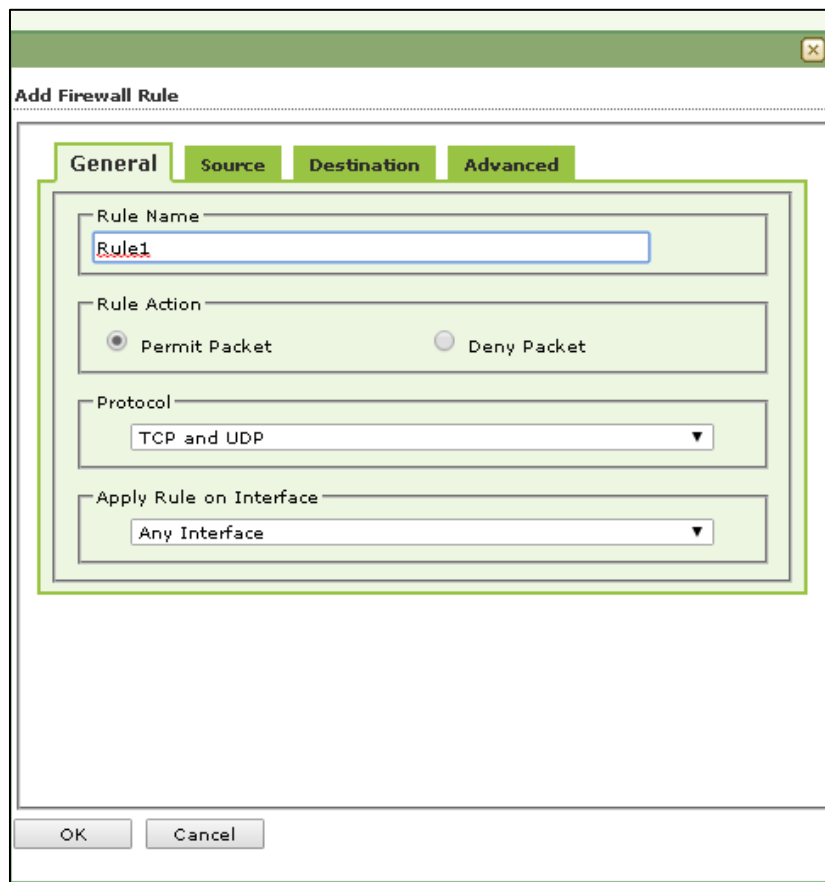 Add Firewall Rule
General Source Destination Advanced
Rule Name
Rule1
Rule Action
Permit Packet Deny Packet
Protocol
TCP and UDP
Apply Rule on Interface
Any Interface
OK Cancel